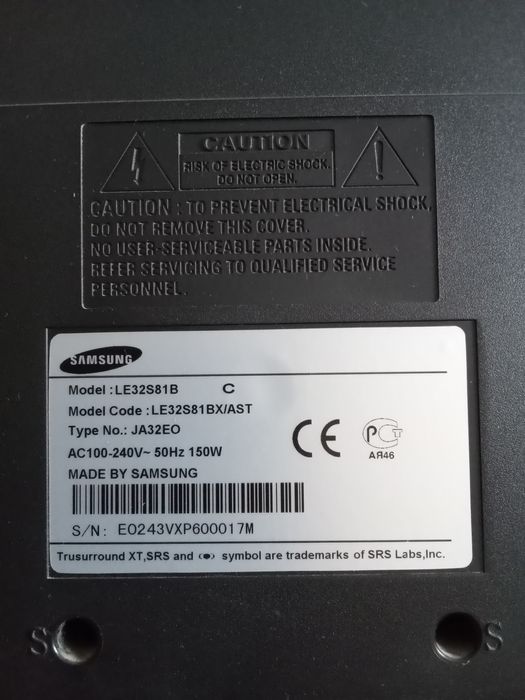 CAUTION
RISK OF ELECTRIC SHOCK.
DO NOT OPEN.
CAUTION : TO PREVENT ELECTRICAL SHOCK,
DO NOT REMOVE THIS COVER.
NO USER-SERVICEABLE PARTS INSIDE.
REFER SERVICING TO QUALIFIED SERVICE
PERSONNEL.
SAMSUNG
Model :LE32S81B C
Model Code :LE32S81BX/AST
Type No.: JA32EO
AC100-240V~ 50Hz 150W
MADE BY SAMSUNG
CE
РСТ
АЯ46
S/N: EO243VXP600017M
Trusurround XT,SRS and (●) symbol are trademarks of SRS Labs,Inc.
S S